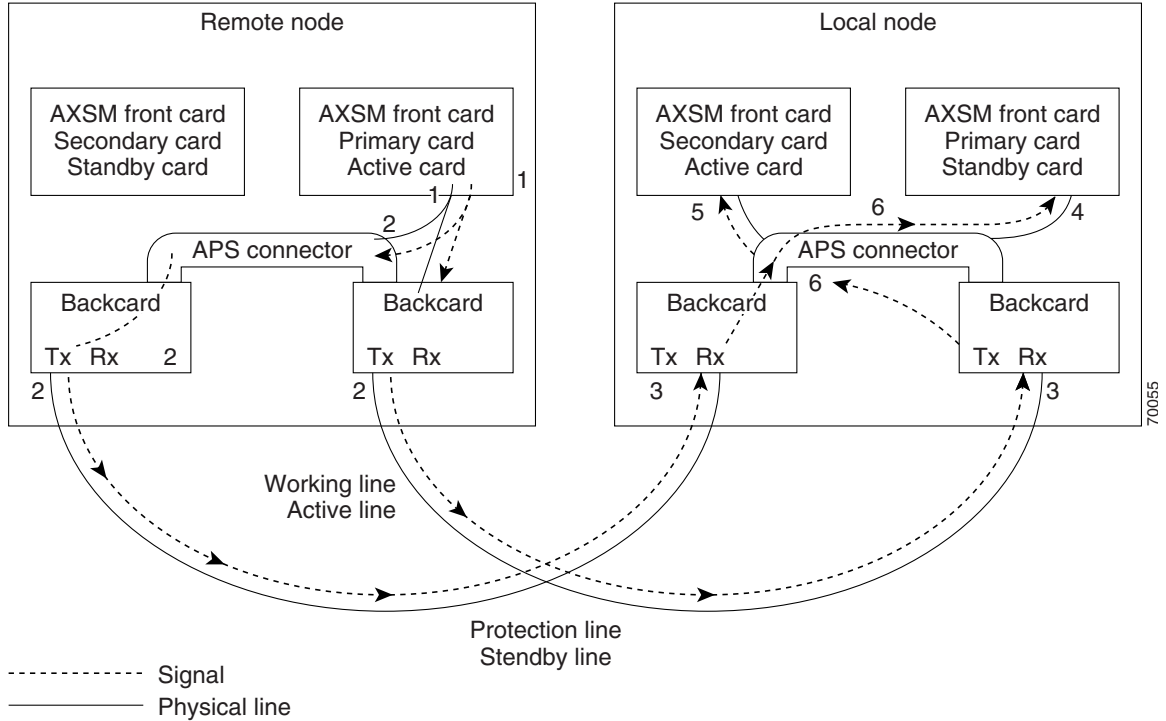 Remote node
Local node
AXSM front card
Secondary card
Standby card
AXSM front card
Primary card
Active card
AXSM front card
Secondary card
Active card
AXSM front card
Primary card
Standby card
1
1
2
5
6
4
APS connector
APS connector
6
Backcard
Backcard
Backcard
Backcard
Tx Rx 2
Tx Rx
Tx Rx
Tx Rx
2
2
3
3
70055
Working line
Active line
Protection line
Stendby line
Signal
Physical line